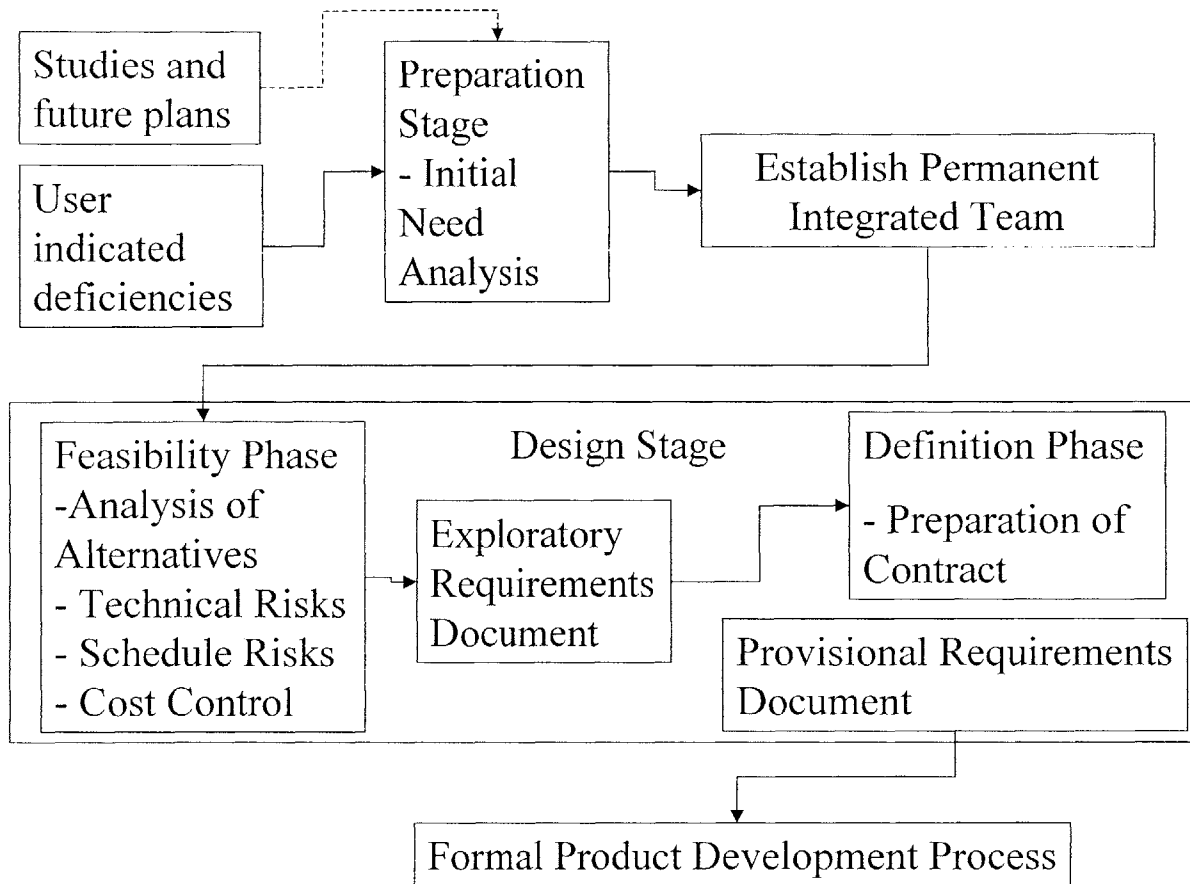 Studies and
future plans
User
indicated
deficiencies
Preparation
Stage
- Initial
Need
Analysis
Establish Permanent
Integrated Team
Design Stage
Feasibility Phase
-Analysis of
Alternatives
- Technical Risks
- Schedule Risks
- Cost Control
Exploratory
Requirements
Document
Definition Phase
- Preparation of
Contract
Provisional Requirements
Document
Formal Product Development Process